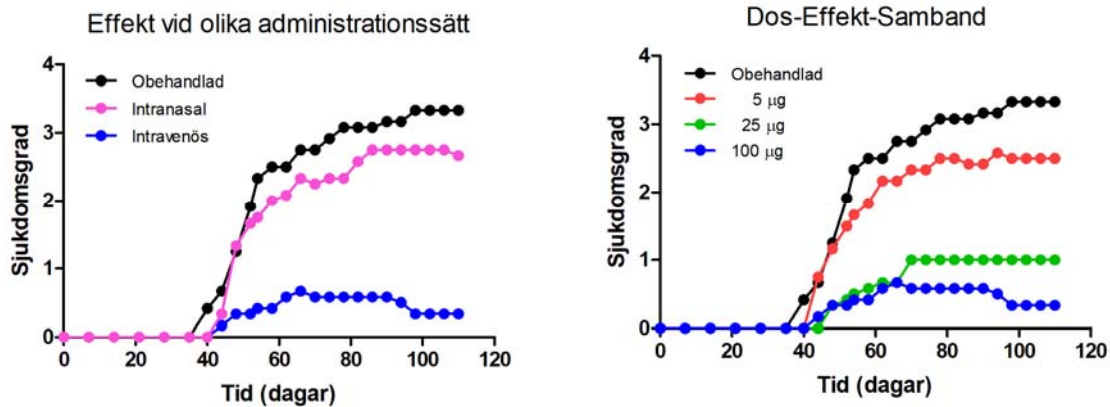 Effekt vid olika administrationssätt
Obehandlad
Intranasal
Intravenös
Sjukdomsgrad
4
3
2
1
0
0 20 40 60 80 100 120
Tid (dagar)
Dos-Effekt-Samband
Obehandlad
5 µg
25 µg
100 µg
Sjukdomsgrad
4
3
2
1
0
0 20 40 60 80 100 120
Tid (dagar)